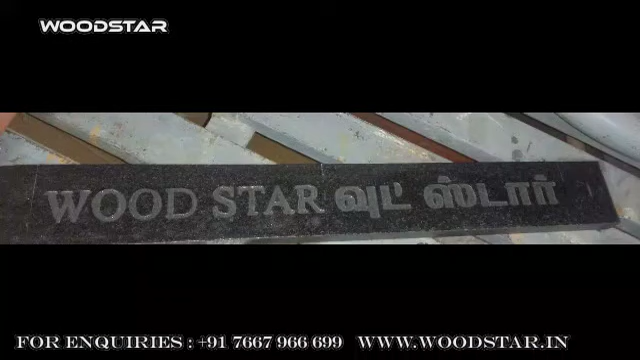 WOODSTAR
WOOD STAR வுட் ஸ்டார்
FOR ENQUIRIES : +91 7667 966 699 WWW.WOODSTAR.IN